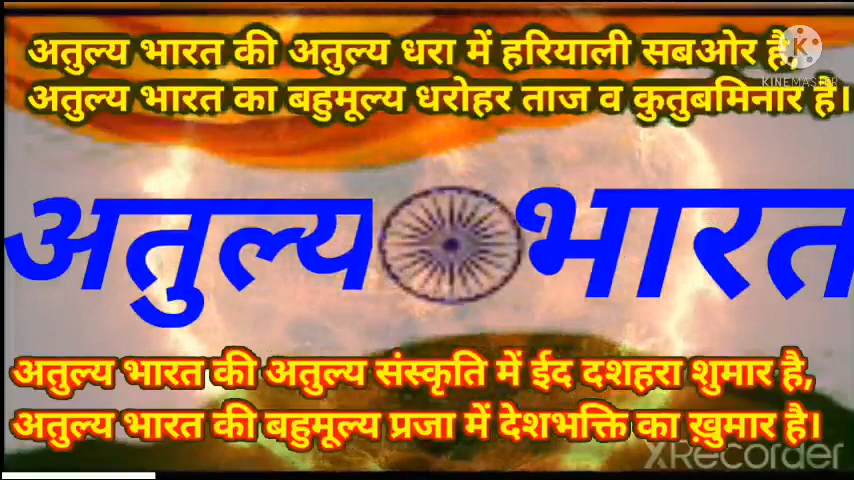 अतुल्य भारत की अतुल्य धरा में हरियाली सबओर है,
KINEMASTER
अतुल्य भारत का बहुमूल्य धरोहर ताज व कुतुबमिनार है।
अतुल्य भारत
अतुल्य भारत की अतुल्य संस्कृति में ईद दशहरा शुमार है,
अतुल्य भारत की बहुमूल्य प्रजा में देशभक्ति का ख़ुमार है।
XRecorder